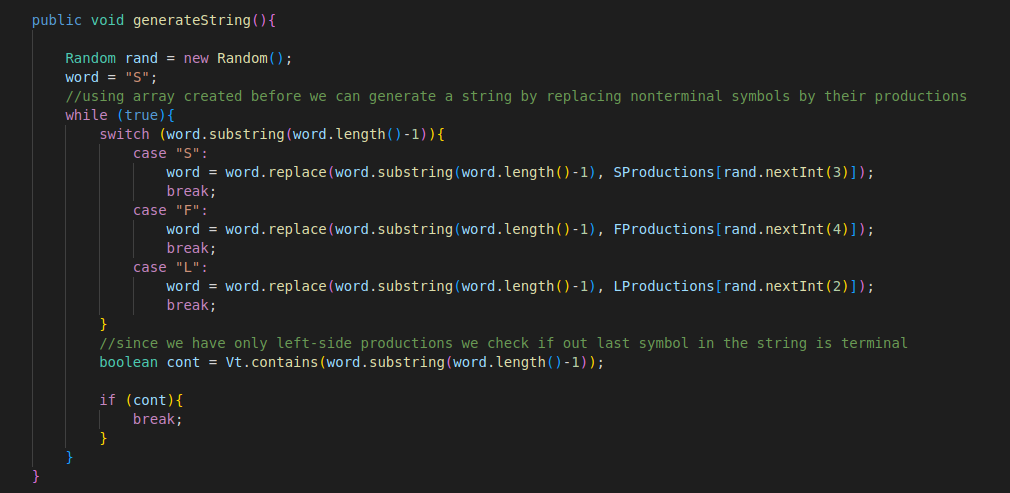 public void generateString(){
Random rand = new Random();
word = "S";
//using array created before we can generate a string by replacing nonterminal symbols by their productions
while (true){
switch (word.substring(word.length()-1)){
case "S":
word = word.replace(word.substring(word.length()-1), SProductions[rand.nextInt(3)]);
break;
case "F":
word = word.replace(word.substring(word.length()-1), FProductions[rand.nextInt(4)]);
break;
case "L":
word = word.replace(word.substring(word.length()-1), LProductions[rand.nextInt(2)]);
break;
}
//since we have only left-side productions we check if out last symbol in the string is terminal
boolean cont = Vt.contains(word.substring(word.length()-1));
if (cont){
break;
}
}
}